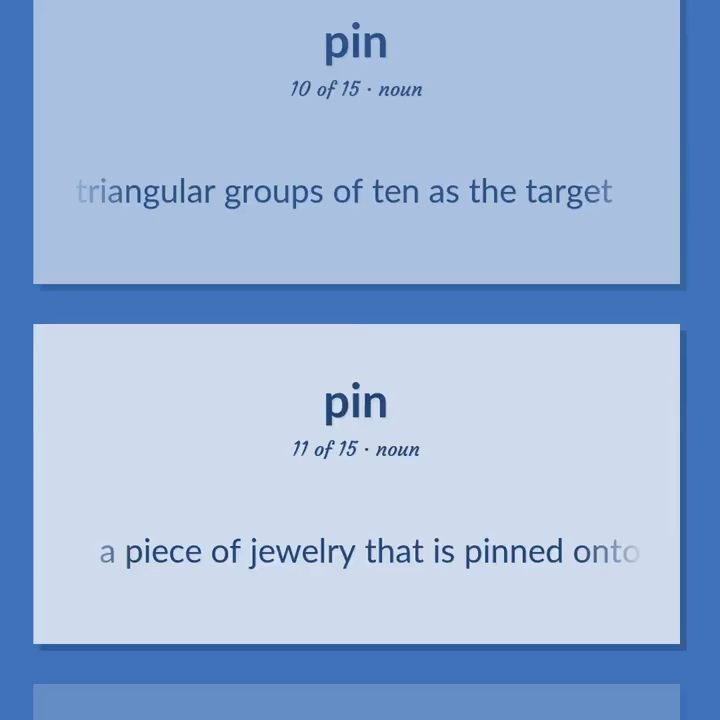 pin
10 of 15 · noun
triangular groups of ten as the target
pin
11 of 15 · noun
a piece of jewelry that is pinned onto